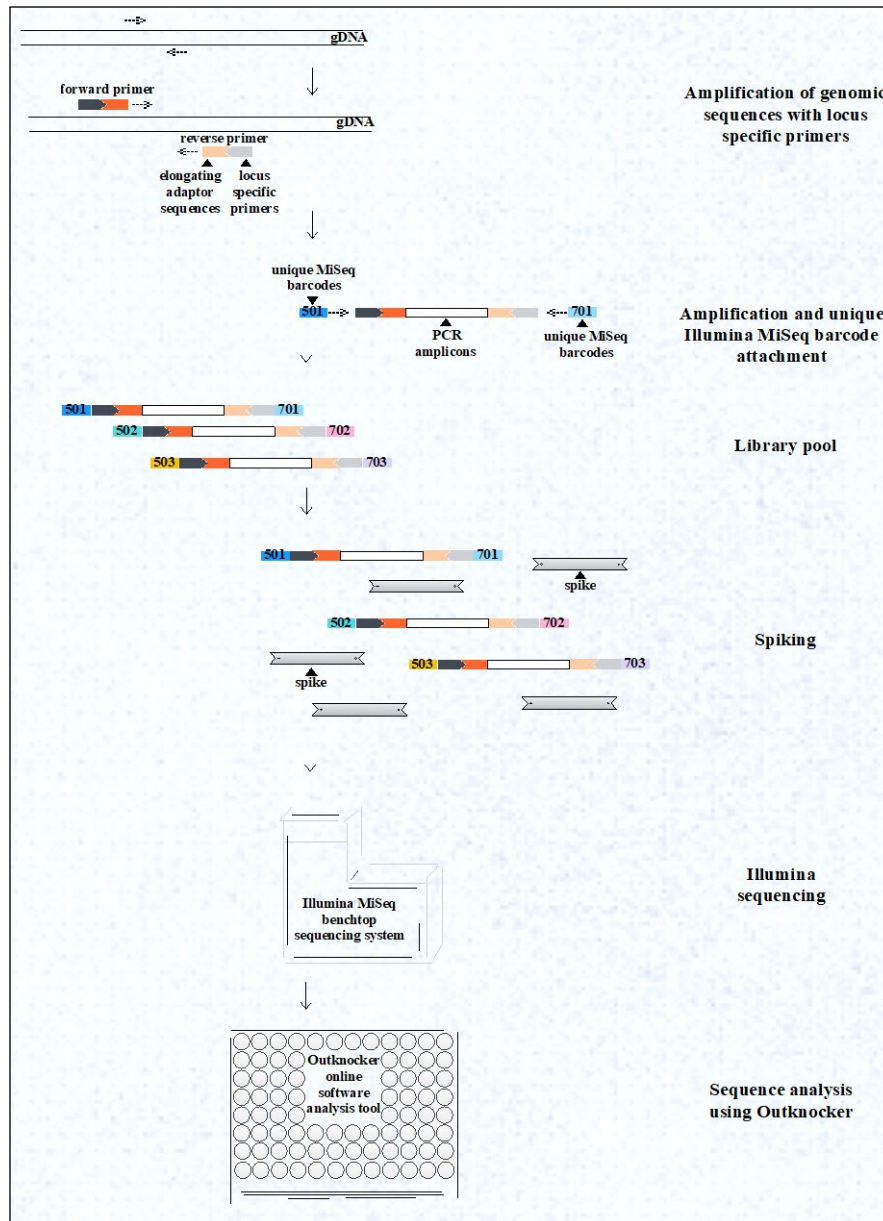 gDNA
forward primer
gDNA
reverse primer
elongating
adaptor
sequences
locus
specific
primers
Amplification of genomic
sequences with locus
specific primers
unique MiSeq
barcodes
501
701
PCR
amplicons
unique MiSeq
barcodes
Amplification and unique
Illumina MiSeq barcode
attachment
501 701
502 702
503 703
Library pool
501 701
spike
502 702
503 703
spike
Spiking
Illumina MiSeq
benchtop
sequencing system
Illumina
sequencing
Outknocker
online
software
analysis tool
Sequence analysis
using Outknocker